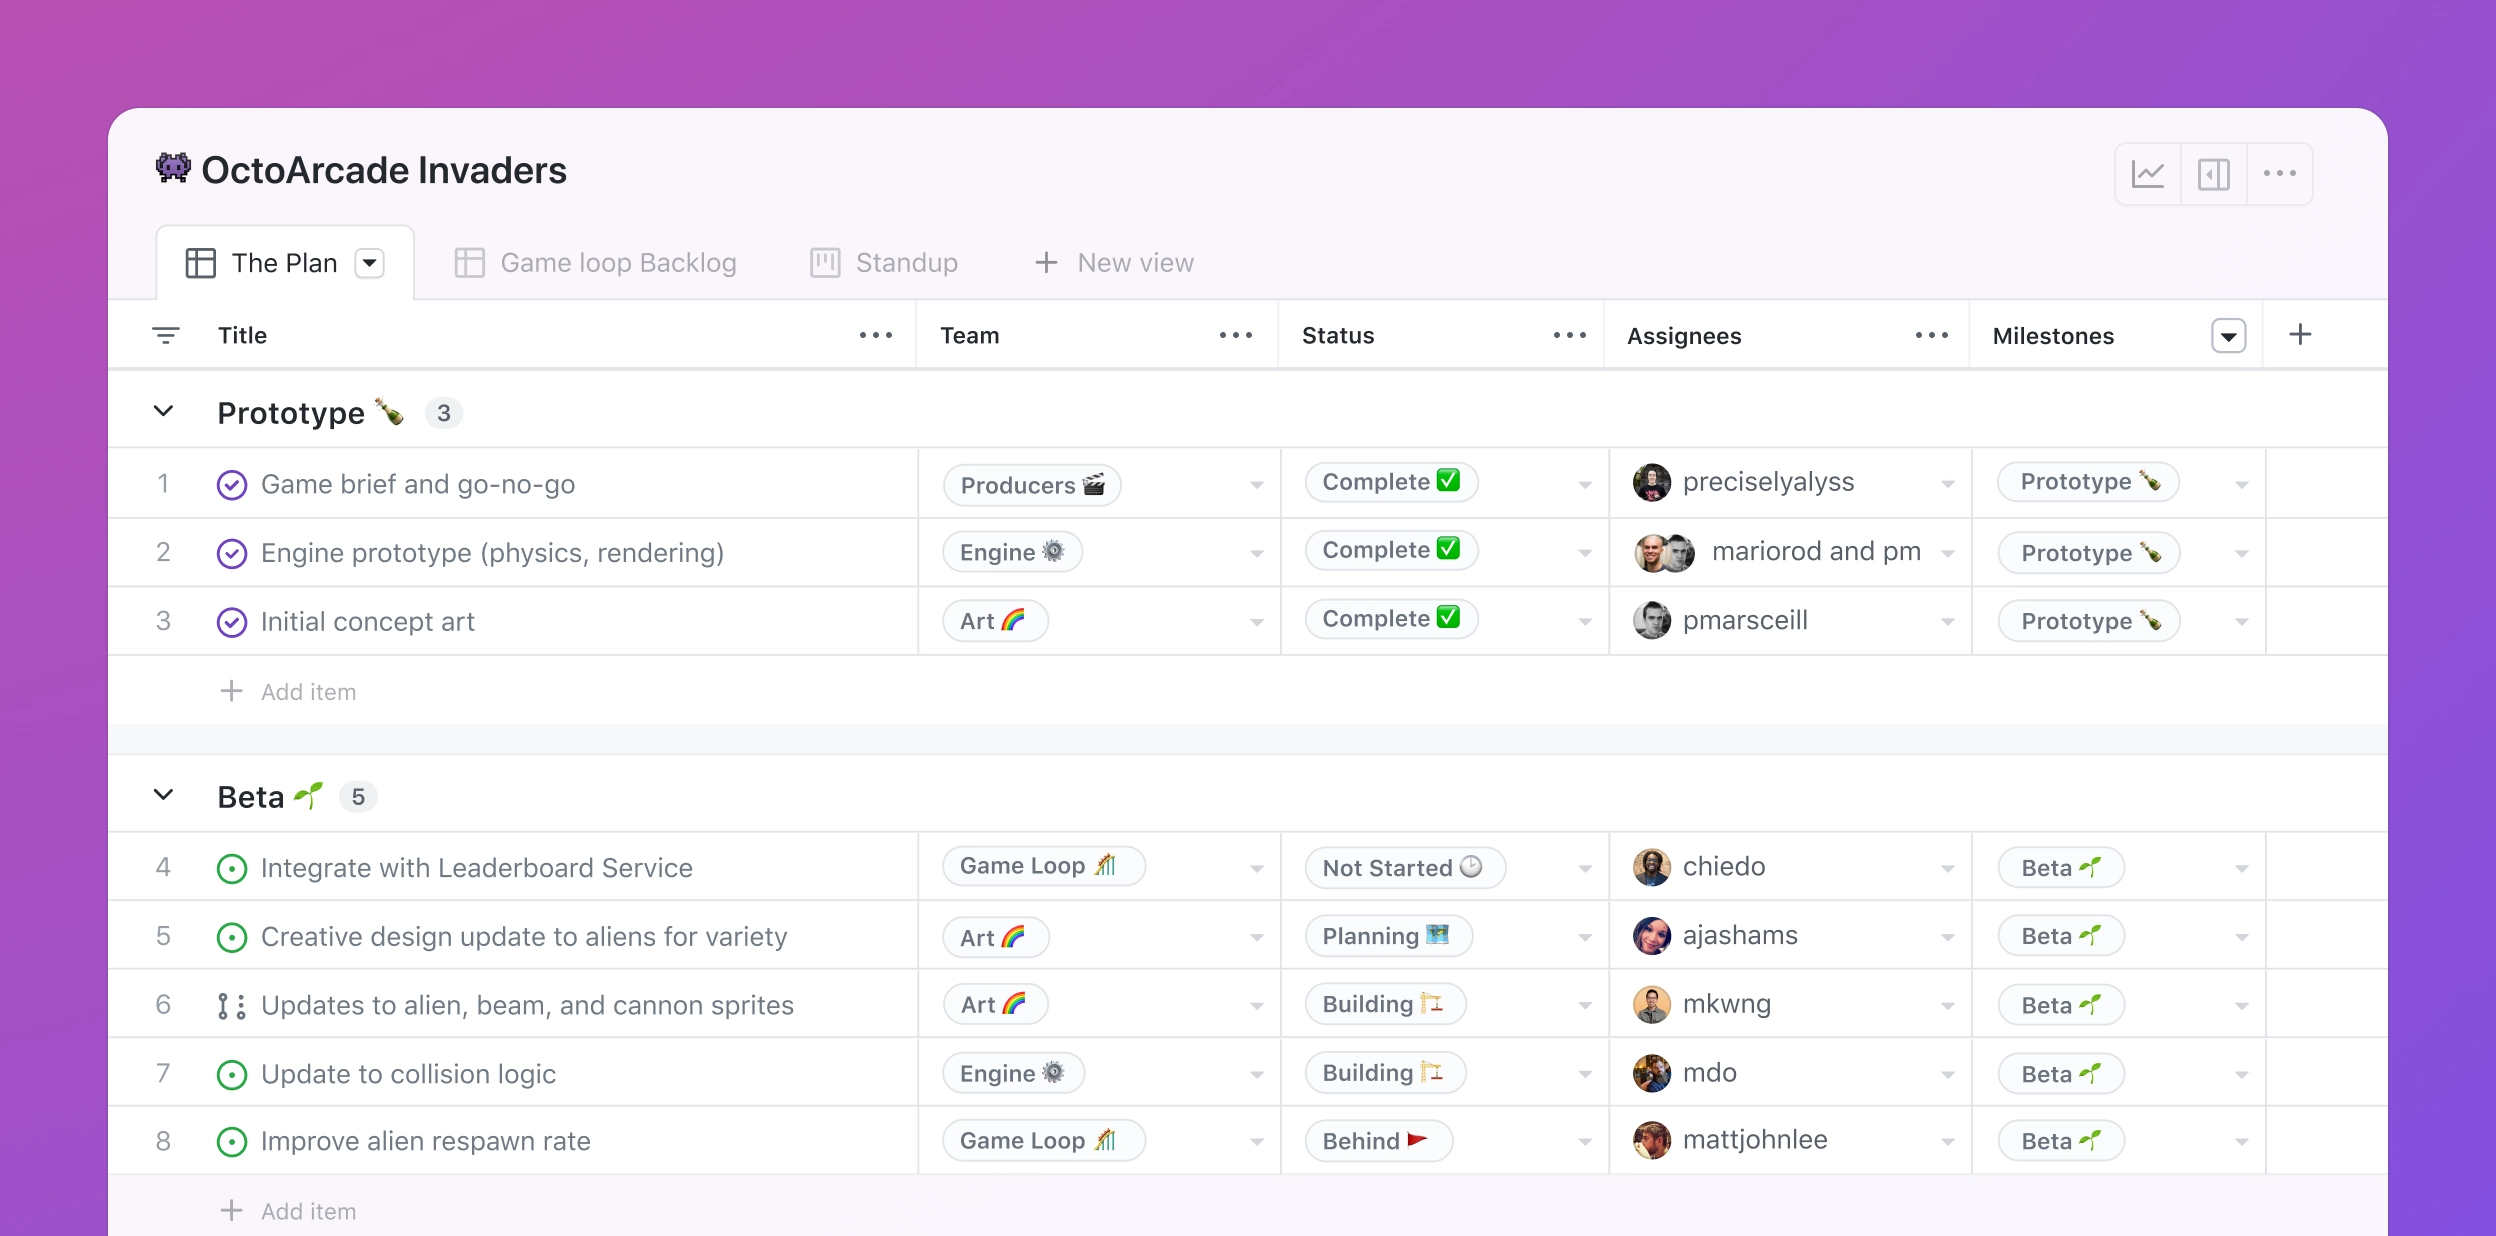 👾 OctoArcade Invaders
The Plan Game loop Backlog Standup + New view
Title Team Status Assignees Milestones
Prototype 🍾 3
1 Game brief and go-no-go Producers 🎬 Complete ✅ preciselyalyss Prototype 🍾
2 Engine prototype (physics, rendering) Engine ⚙️ Complete ✅ mariorod and pm Prototype 🍾
3 Initial concept art Art 🌈 Complete ✅ pmarsceill Prototype 🍾
+ Add item
Beta 🌱 5
4 Integrate with Leaderboard Service Game Loop 🎢 Not Started 🕑 chiedo Beta 🌱
5 Creative design update to aliens for variety Art 🌈 Planning 🗺️ ajashams Beta 🌱
6 Updates to alien, beam, and cannon sprites Art 🌈 Building 🏗️ mkwng Beta 🌱
7 Update to collision logic Engine ⚙️ Building 🏗️ mdo Beta 🌱
8 Improve alien respawn rate Game Loop 🎢 Behind 🚩 mattjohnlee Beta 🌱
+ Add item